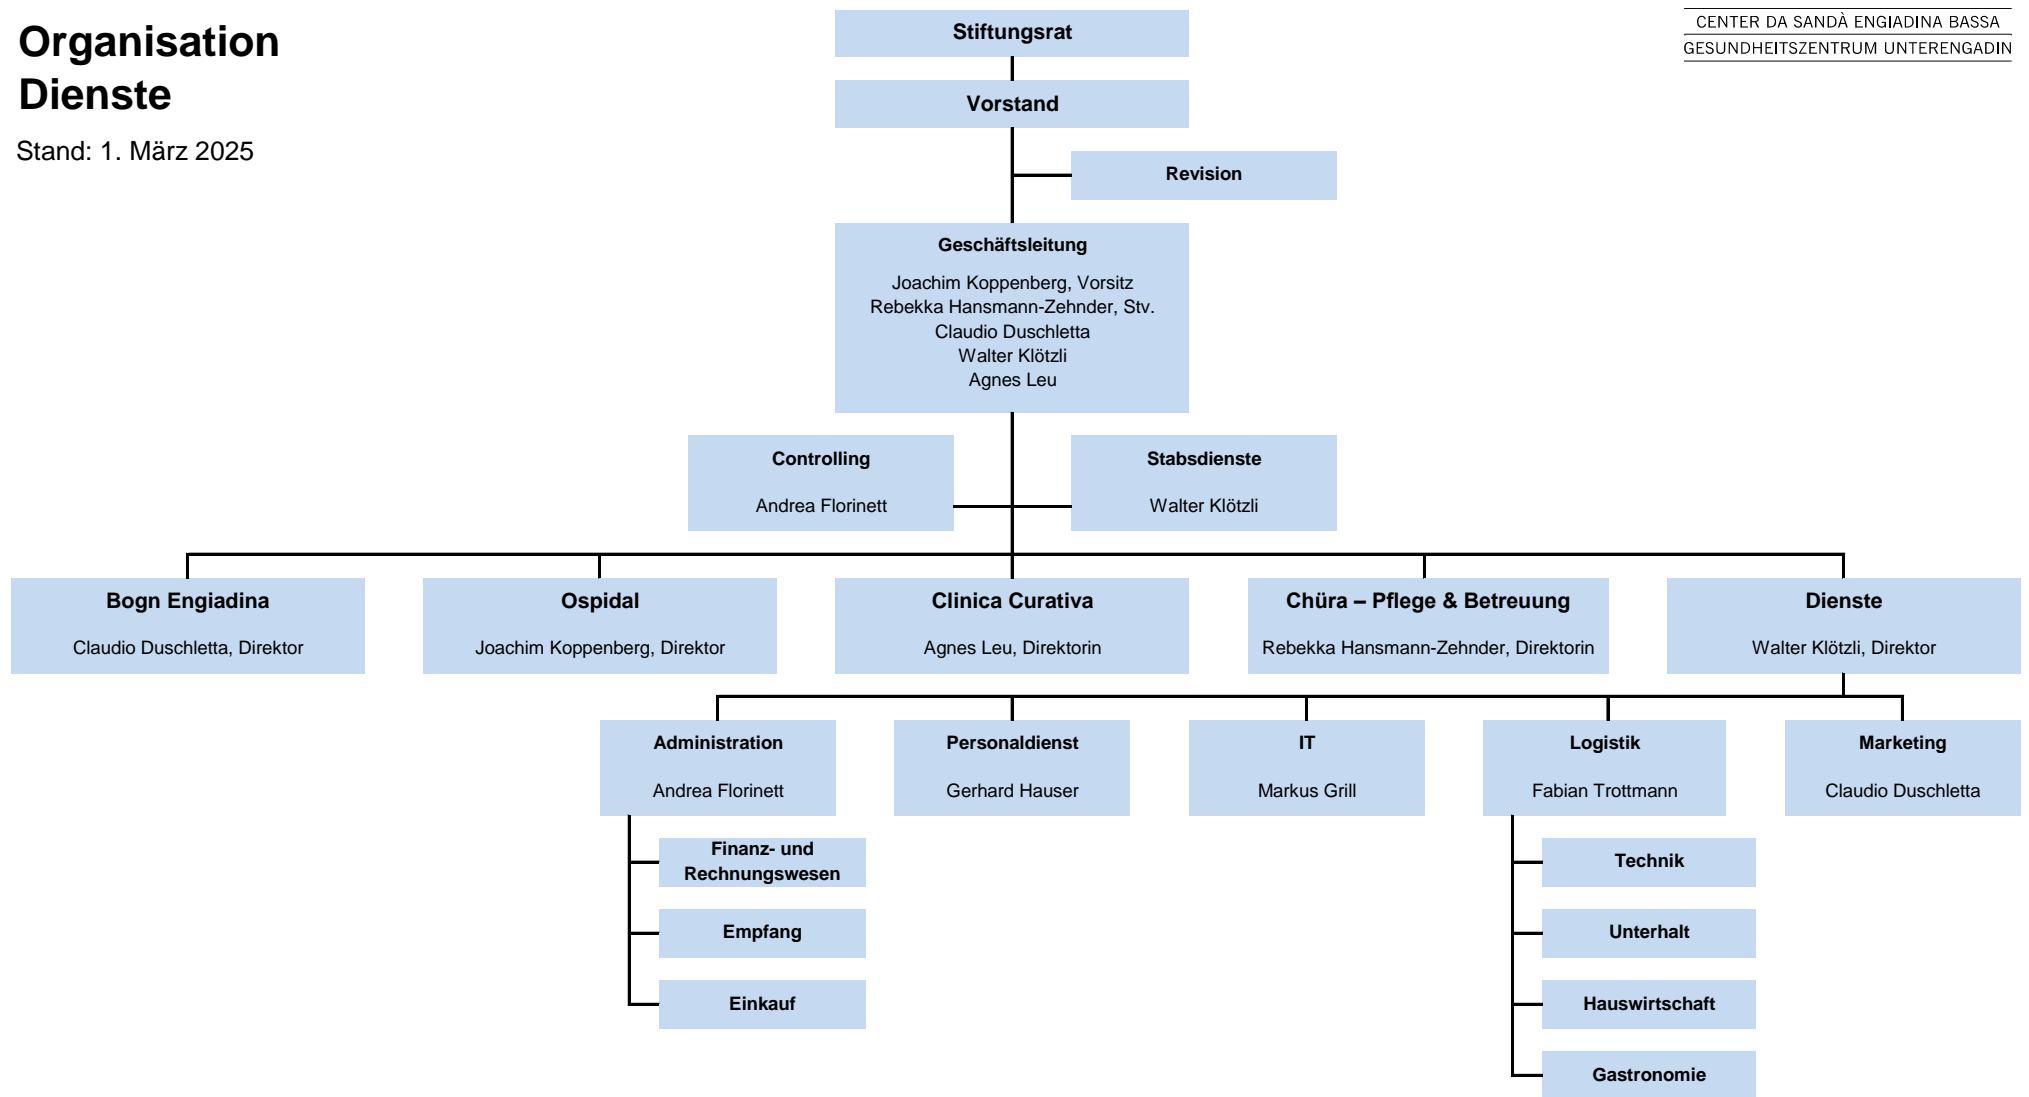 Organisation
Dienste
Stand: 1. März 2025
CENTER DA SANDÀ ENGIADINA BASSA
GESUNDHEITSZENTRUM UNTERENGADIN
Stiftungsrat
Vorstand
Revision
Geschäftsleitung
Joachim Koppenberg, Vorsitz
Rebekka Hansmann-Zehnder, Stv.
Claudio Duschletta
Walter Klötzli
Agnes Leu
Controlling
Andrea Florinett
Stabsdienste
Walter Klötzli
Bogn Engiadina
Claudio Duschletta, Direktor
Ospidal
Joachim Koppenberg, Direktor
Clinica Curativa
Agnes Leu, Direktorin
Chüra – Pflege & Betreuung
Rebekka Hansmann-Zehnder, Direktorin
Dienste
Walter Klötzli, Direktor
Administration
Andrea Florinett
Personaldienst
Gerhard Hauser
IT
Markus Grill
Logistik
Fabian Trottmann
Marketing
Claudio Duschletta
Finanz- und
Rechnungswesen
Empfang
Einkauf
Technik
Unterhalt
Hauswirtschaft
Gastronomie